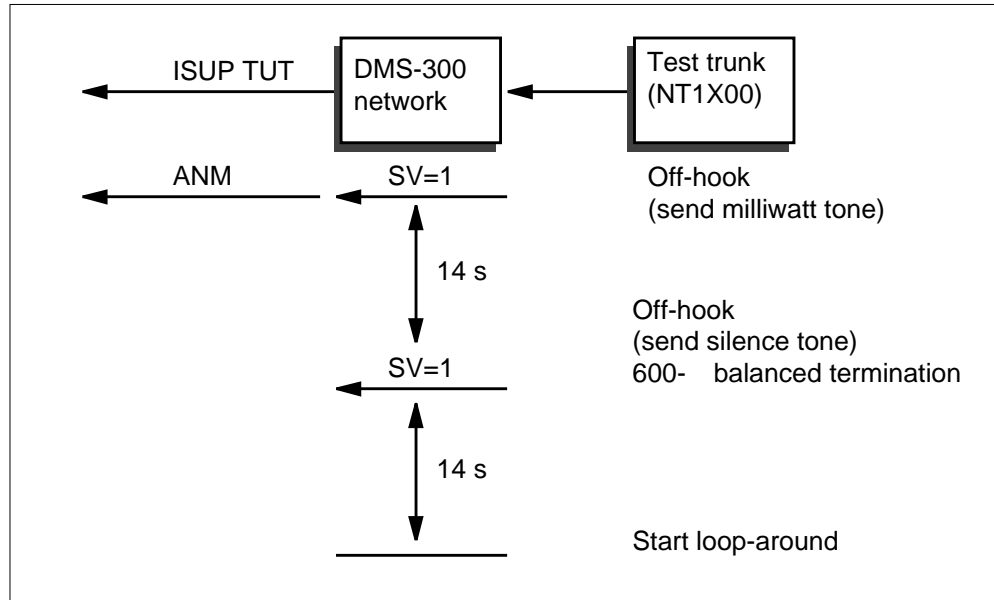 ISUP TUT
DMS-300
network
Test trunk
(NT1X00)
ANM
SV=1
Off-hook
(send milliwatt tone)
14 s
Off-hook
(send silence tone)
600- balanced termination
SV=1
14 s
Start loop-around